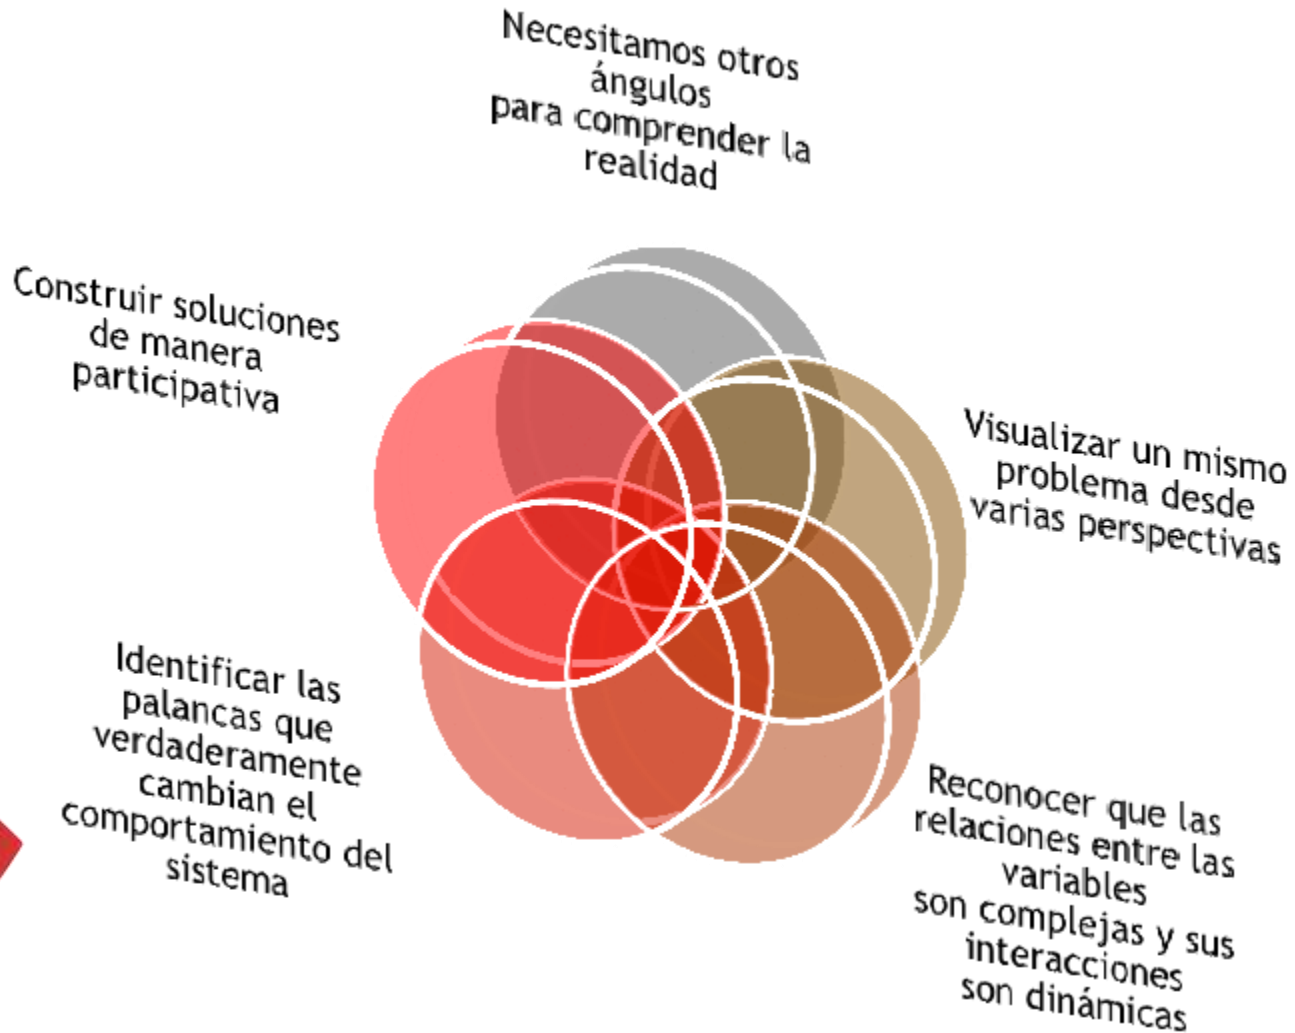 Necesitamos otros
ángulos
para comprender la
realidad
Visualizar un mismo
problema desde
varias perspectivas
Reconocer que las
relaciones entre las
variables
son complejas y sus
interacciones
son dinámicas
Identificar las
palancas que
verdaderamente
cambian el
comportamiento del
sistema
Construir soluciones
de manera
participativa